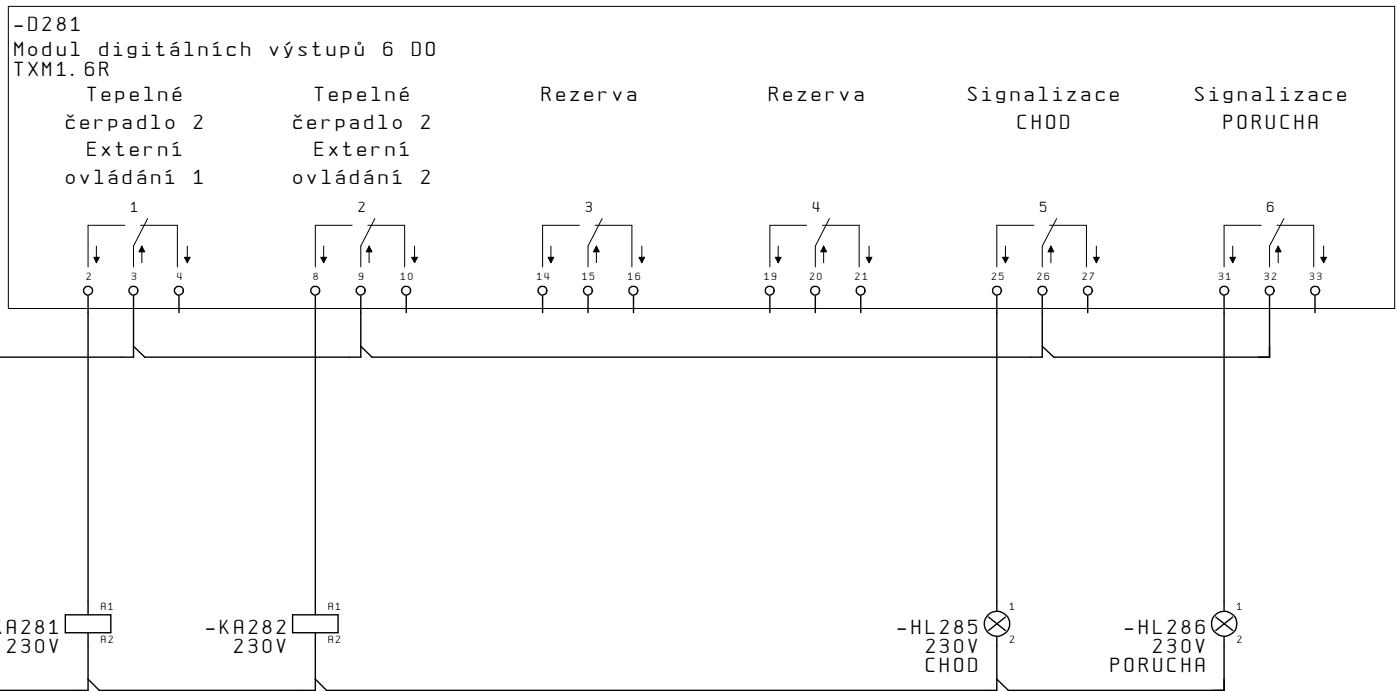 -D281
Modul digitálních výstupů 6 DO
TXM1.6R
Tepelné
čerpadlo 2
Externí
ovládání 1
Tepelné
čerpadlo 2
Externí
ovládání 2
Rezerva
Rezerva
Signalizace
CHOD
Signalizace
PORUCHA
1
2
3
4
5
6
2 3 4
8 9 10
14 15 16
19 20 21
25 26 27
31 32 33
A1
KA281
A2
230V
A1
-KA282
A2
230V
1
-HL285
2
230V
CHOD
1
-HL286
2
230V
PORUCHA